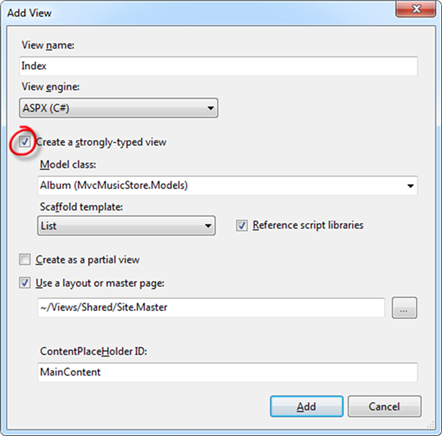 Add View
View name:
Index
View engine:
ASPX (C#)
Create a strongly-typed view
Model class:
Album (MvcMusicStore.Models)
Scaffold template:
List
Reference script libraries
Create as a partial view
Use a layout or master page:
~/Views/Shared/Site.Master
...
ContentPlaceHolder ID:
MainContent
Add
Cancel